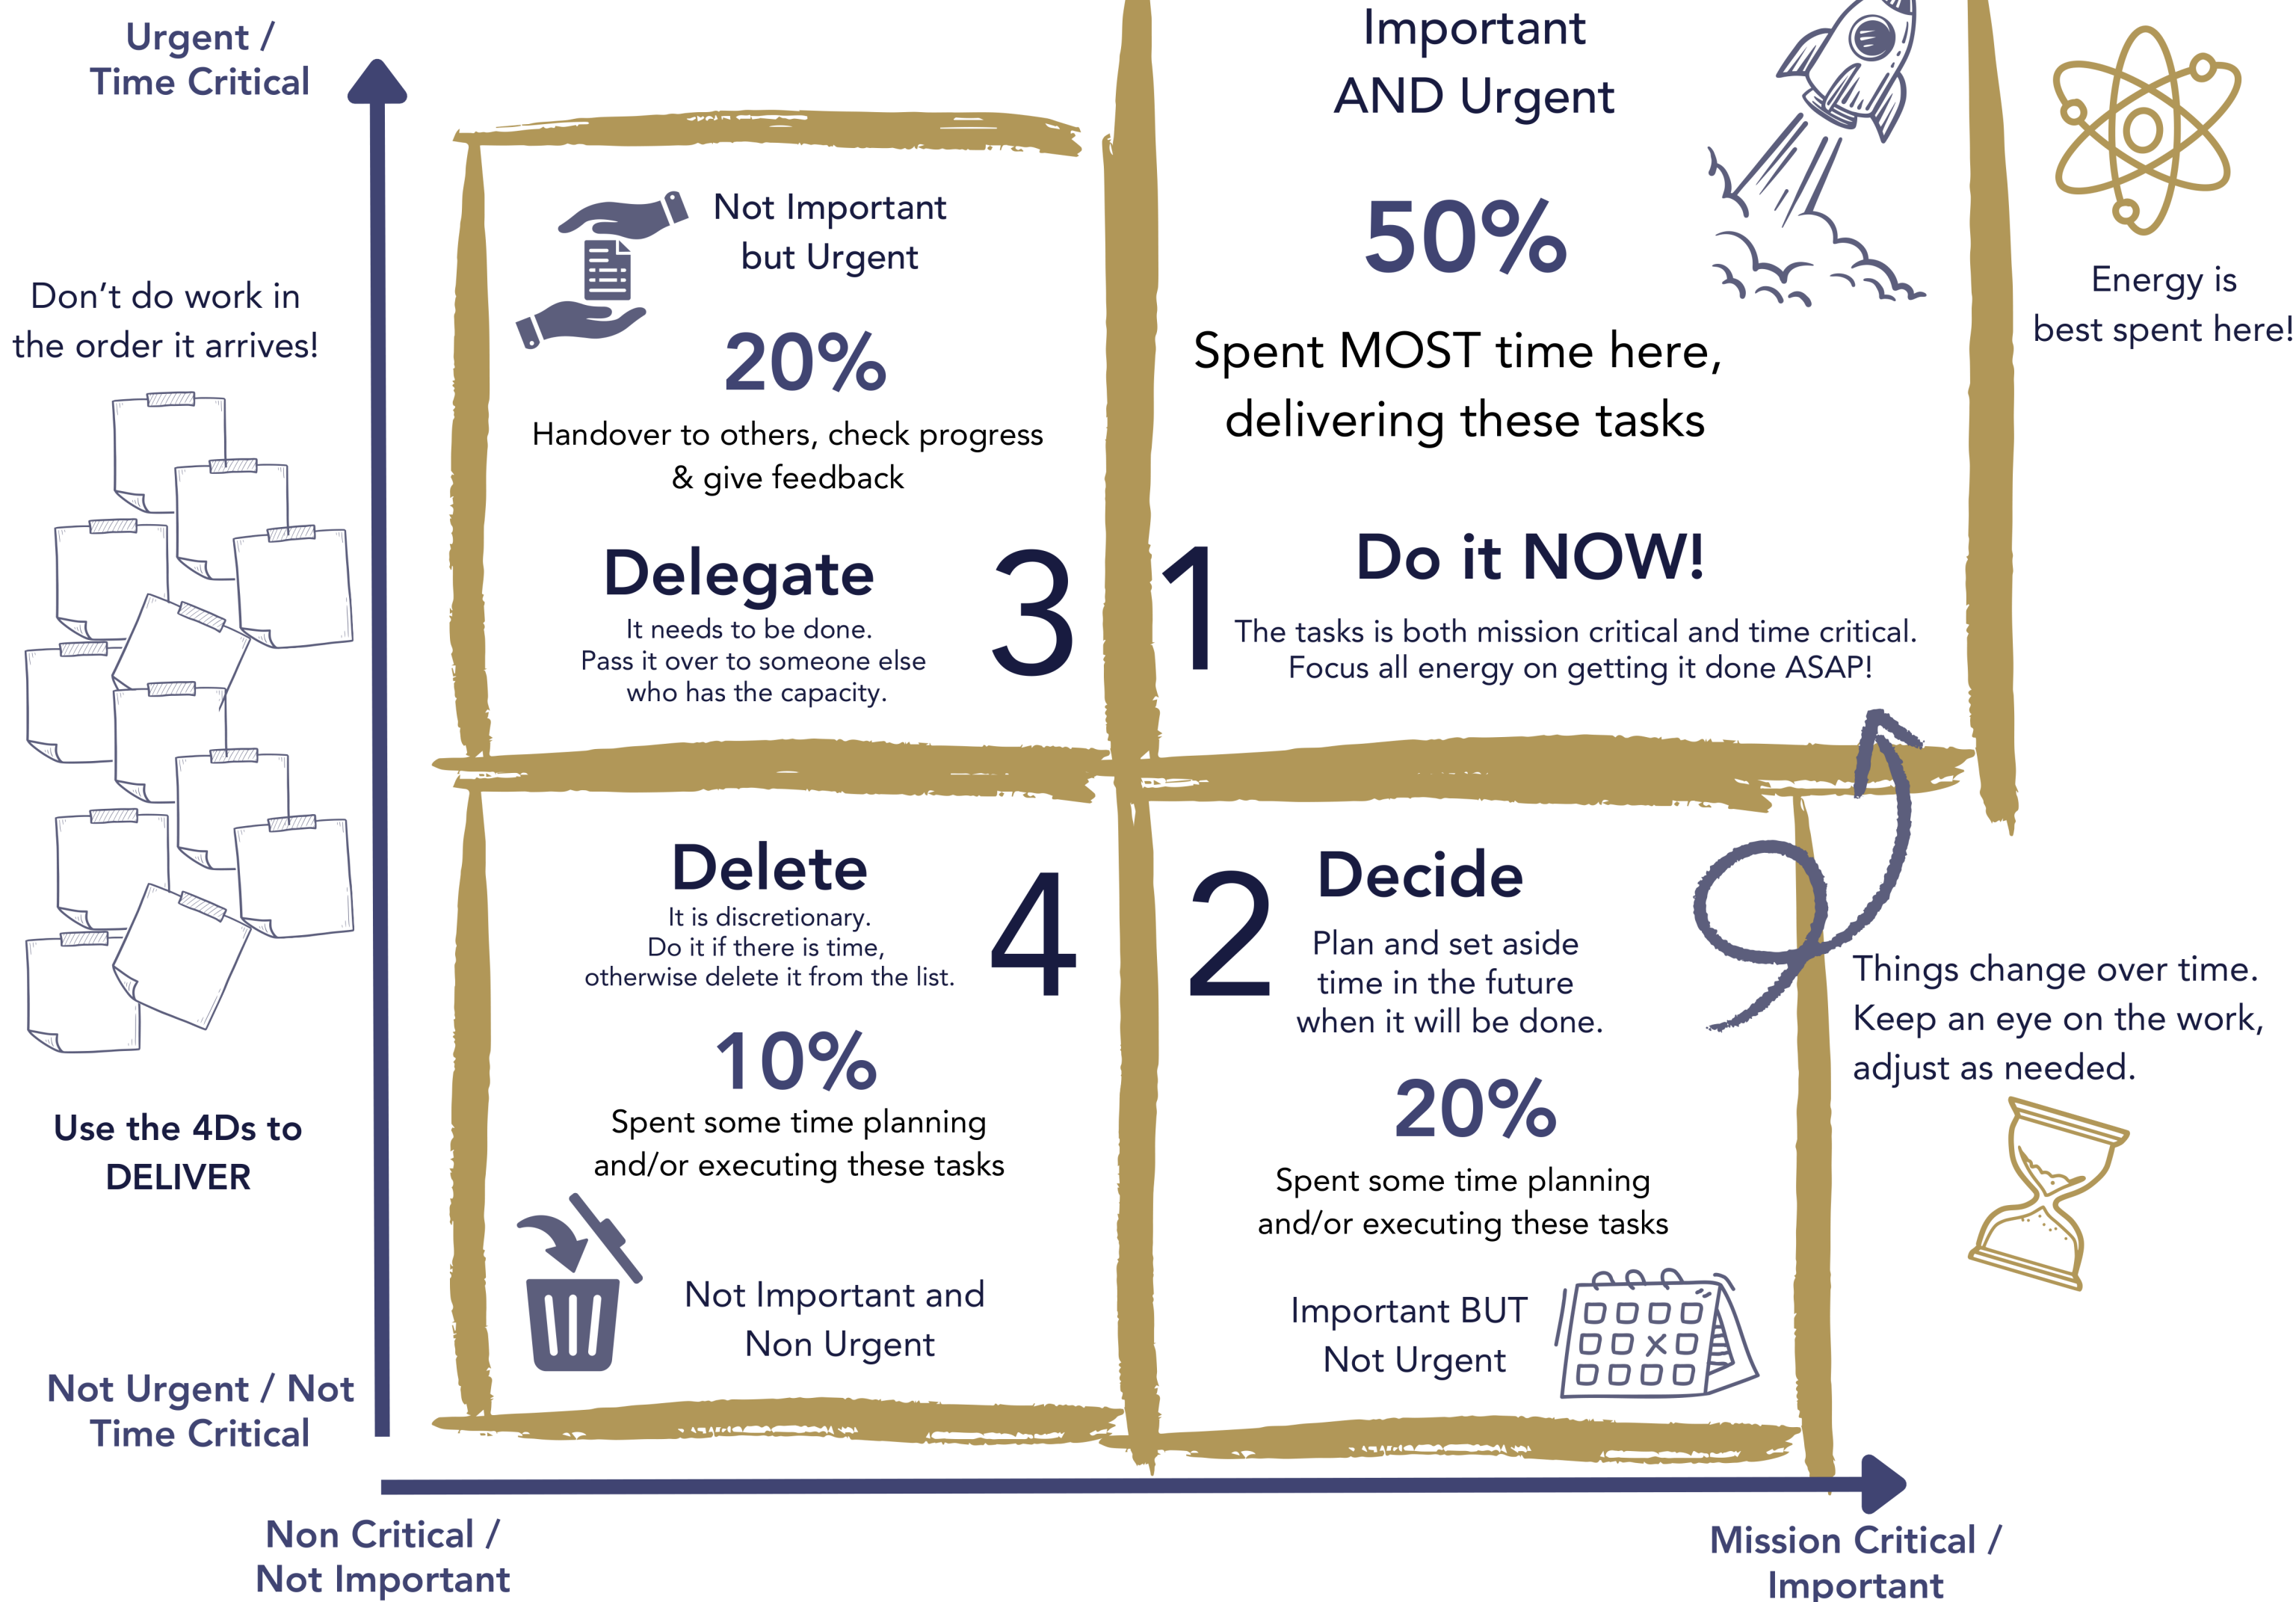 Urgent /
Time Critical
Don't do work in
the order it arrives!
Use the 4Ds to
DELIVER
Not Urgent / Not
Time Critical
Not Important
but Urgent
20%
Handover to others, check progress
& give feedback
Delegate
It needs to be done.
Pass it over to someone else
who has the capacity.
3
Important
AND Urgent
50%
Spent MOST time here,
delivering these tasks
1
Do it NOW!
The tasks is both mission critical and time critical.
Focus all energy on getting it done ASAP!
Energy is
best spent here!
Delete
It is discretionary.
Do it if there is time,
otherwise delete it from the list.
4
10%
Spent some time planning
and/or executing these tasks
Not Important and
Non Urgent
2
Decide
Plan and set aside
time in the future
when it will be done.
20%
Spent some time planning
and/or executing these tasks
Important BUT
Not Urgent
Things change over time.
Keep an eye on the work,
adjust as needed.
Non Critical /
Not Important
Mission Critical /
Important